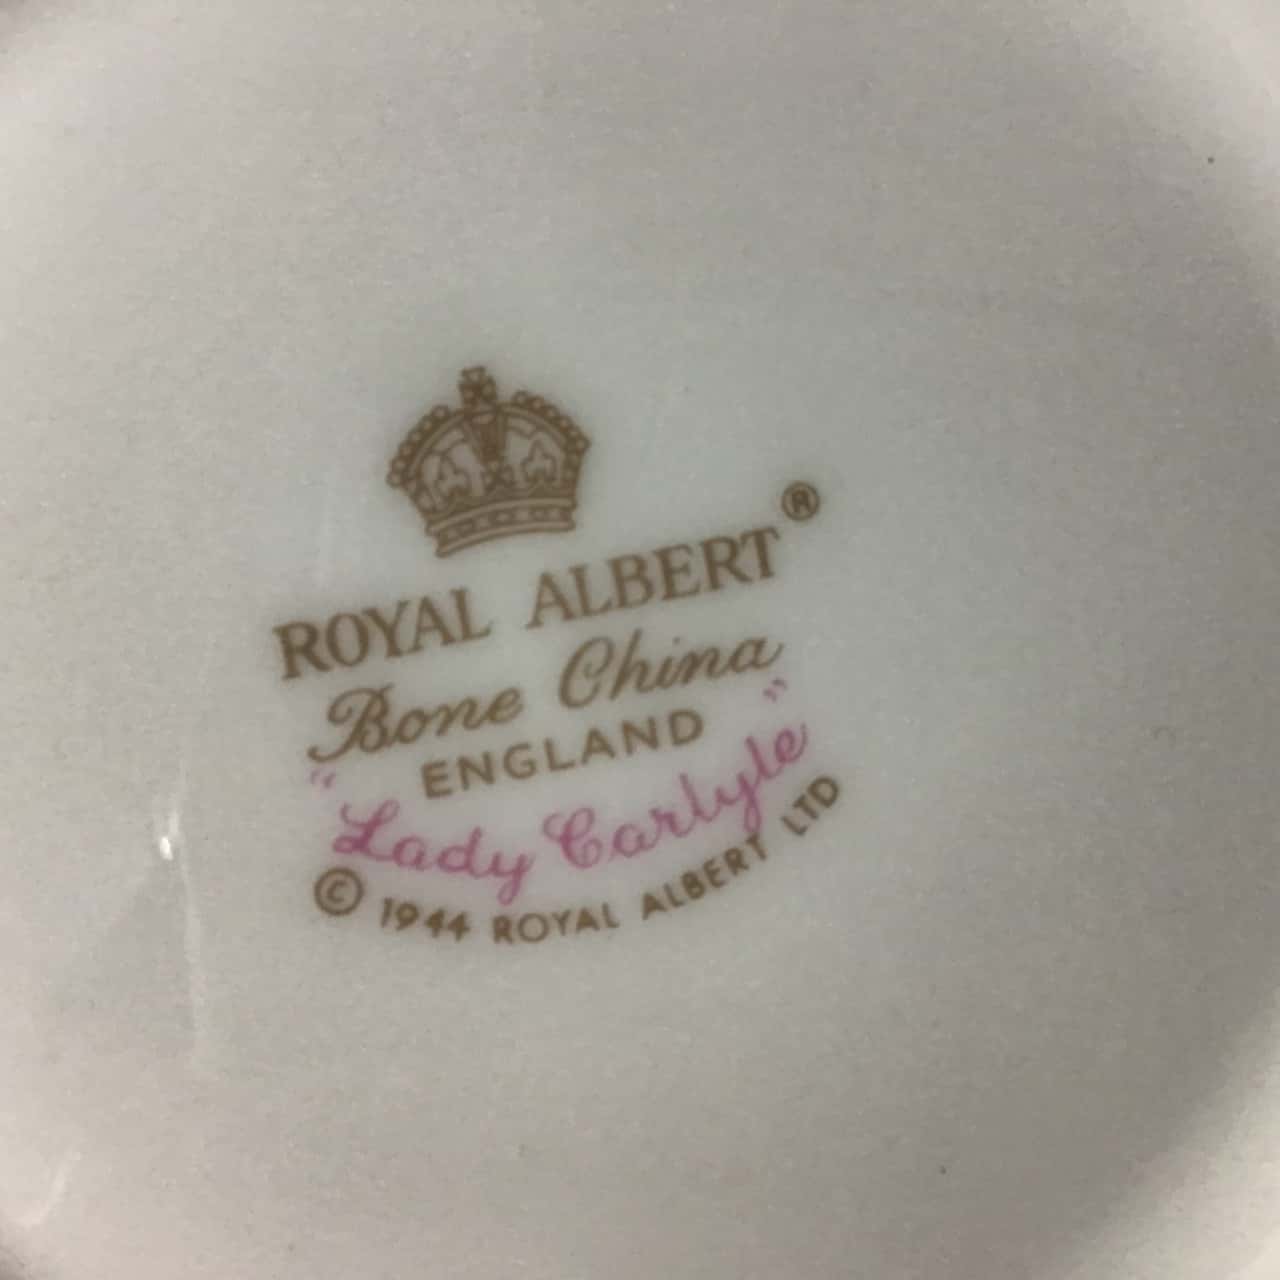 ROYAL ALBERT ®
Bone China
ENGLAND
"Lady Carlyle"
© 1944 ROYAL ALBERT LTD